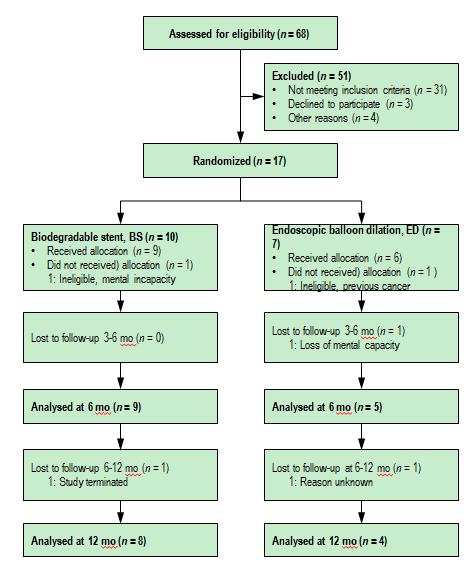 Assessed for eligibility (n = 68)
Excluded (n = 51)
• Not meeting inclusion criteria (n = 31)
• Declined to participate (n = 3)
• Other reasons (n = 4)
Randomized (n = 17)
Biodegradable stent, BS (n = 10)
• Received allocation (n = 9)
• Did not received) allocation (n = 1)
1: Ineligible, mental incapacity
Endoscopic balloon dilation, ED (n =
7)
• Received allocation (n = 6)
• Did not received) allocation (n = 1 )
1: Ineligible, previous cancer
Lost to follow-up 3-6 mo (n = 0)
Lost to follow-up 3-6 mo (n = 1)
1: Loss of mental capacity
Analysed at 6 mo (n = 9)
Analysed at 6 mo (n = 5)
Lost to follow-up 6-12 mo (n = 1)
1: Study terminated
Lost to follow-up at 6-12 mo (n = 1)
1: Reason unknown
Analysed at 12 mo (n = 8)
Analysed at 12 mo (n = 4)